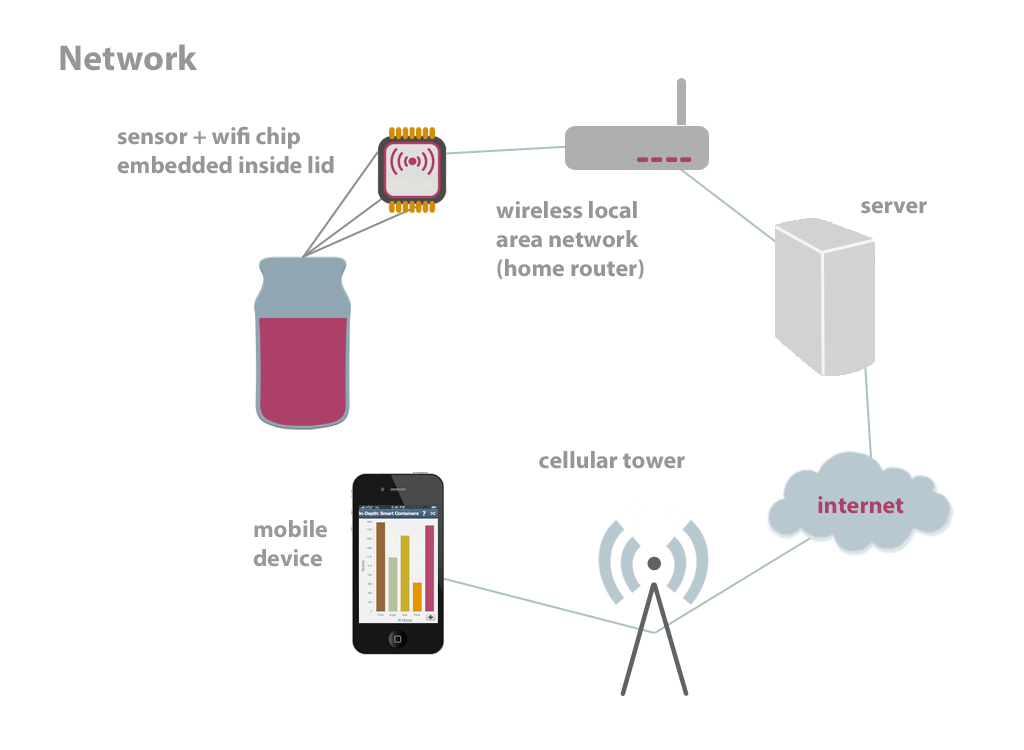 Network
sensor + wifi chip
embedded inside lid
wireless local
area network
(home router)
server
cellular tower
internet
mobile
device
In-Depth: Smart Containers ?
At Home